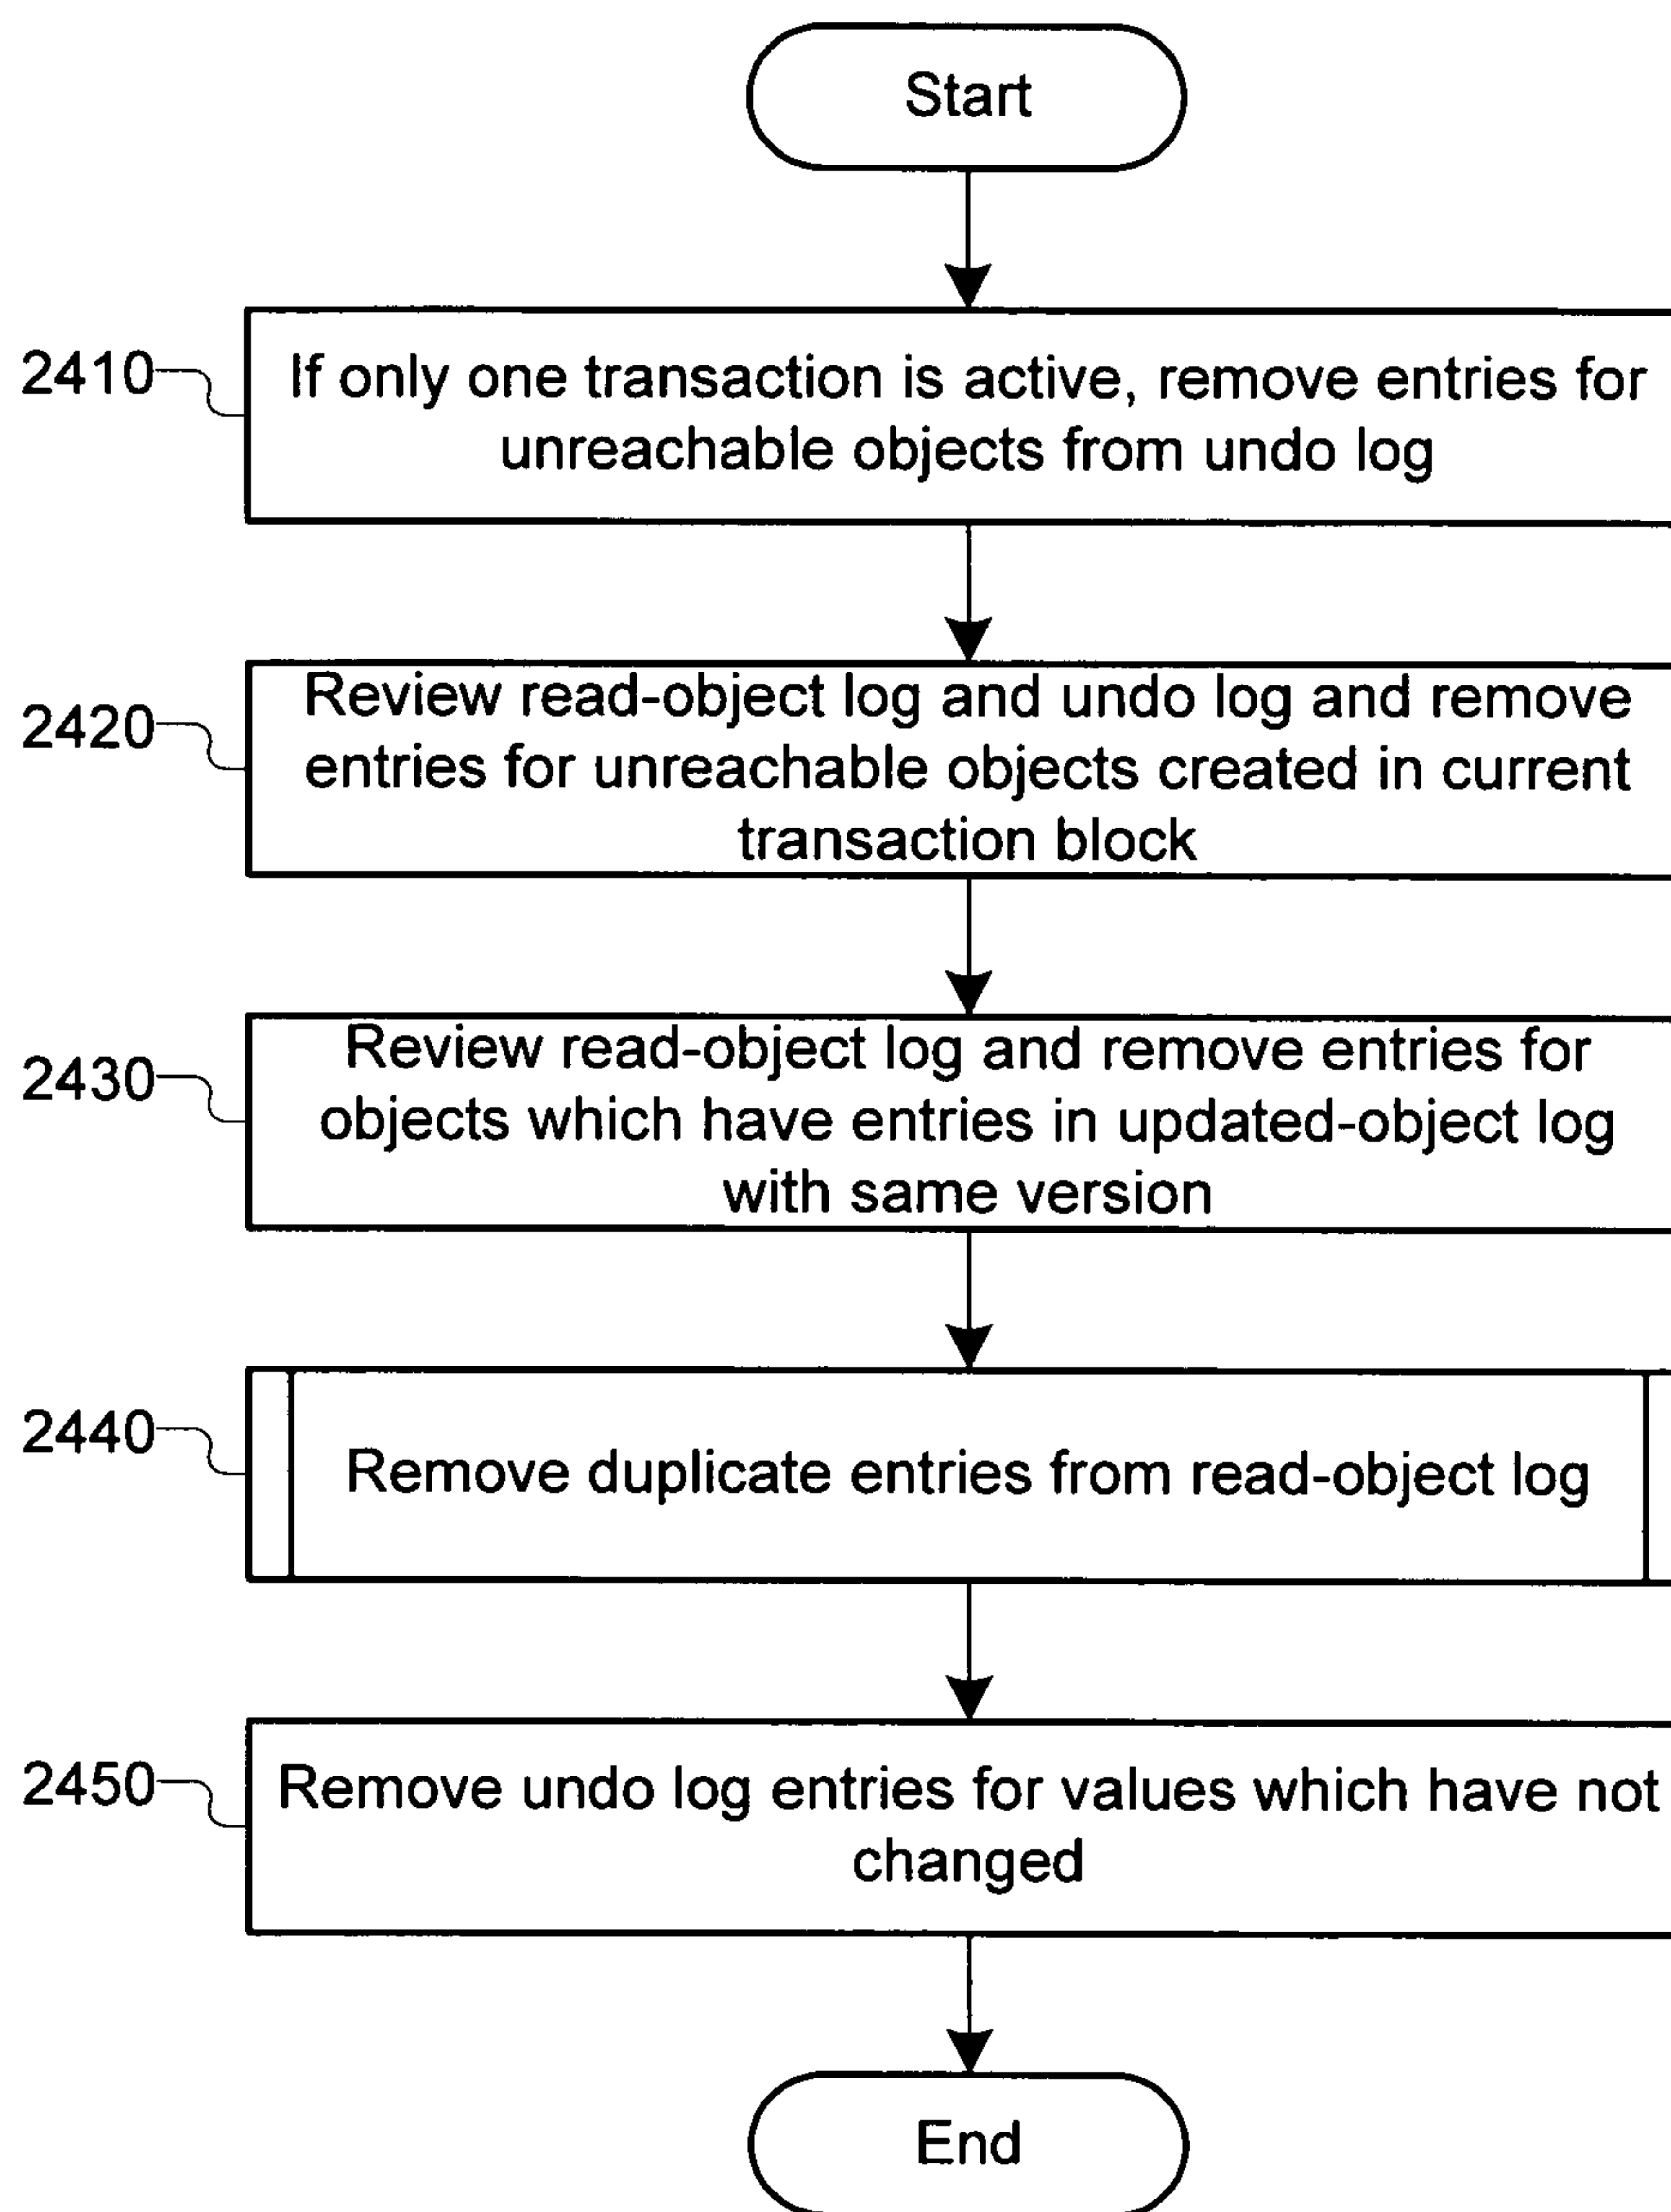 Start
2410
If only one transaction is active, remove entries for
unreachable objects from undo log
2420
Review read-object log and undo log and remove
entries for unreachable objects created in current
transaction block
2430
Review read-object log and remove entries for
objects which have entries in updated-object log
with same version
2440
Remove duplicate entries from read-object log
2450
Remove undo log entries for values which have not
changed
End